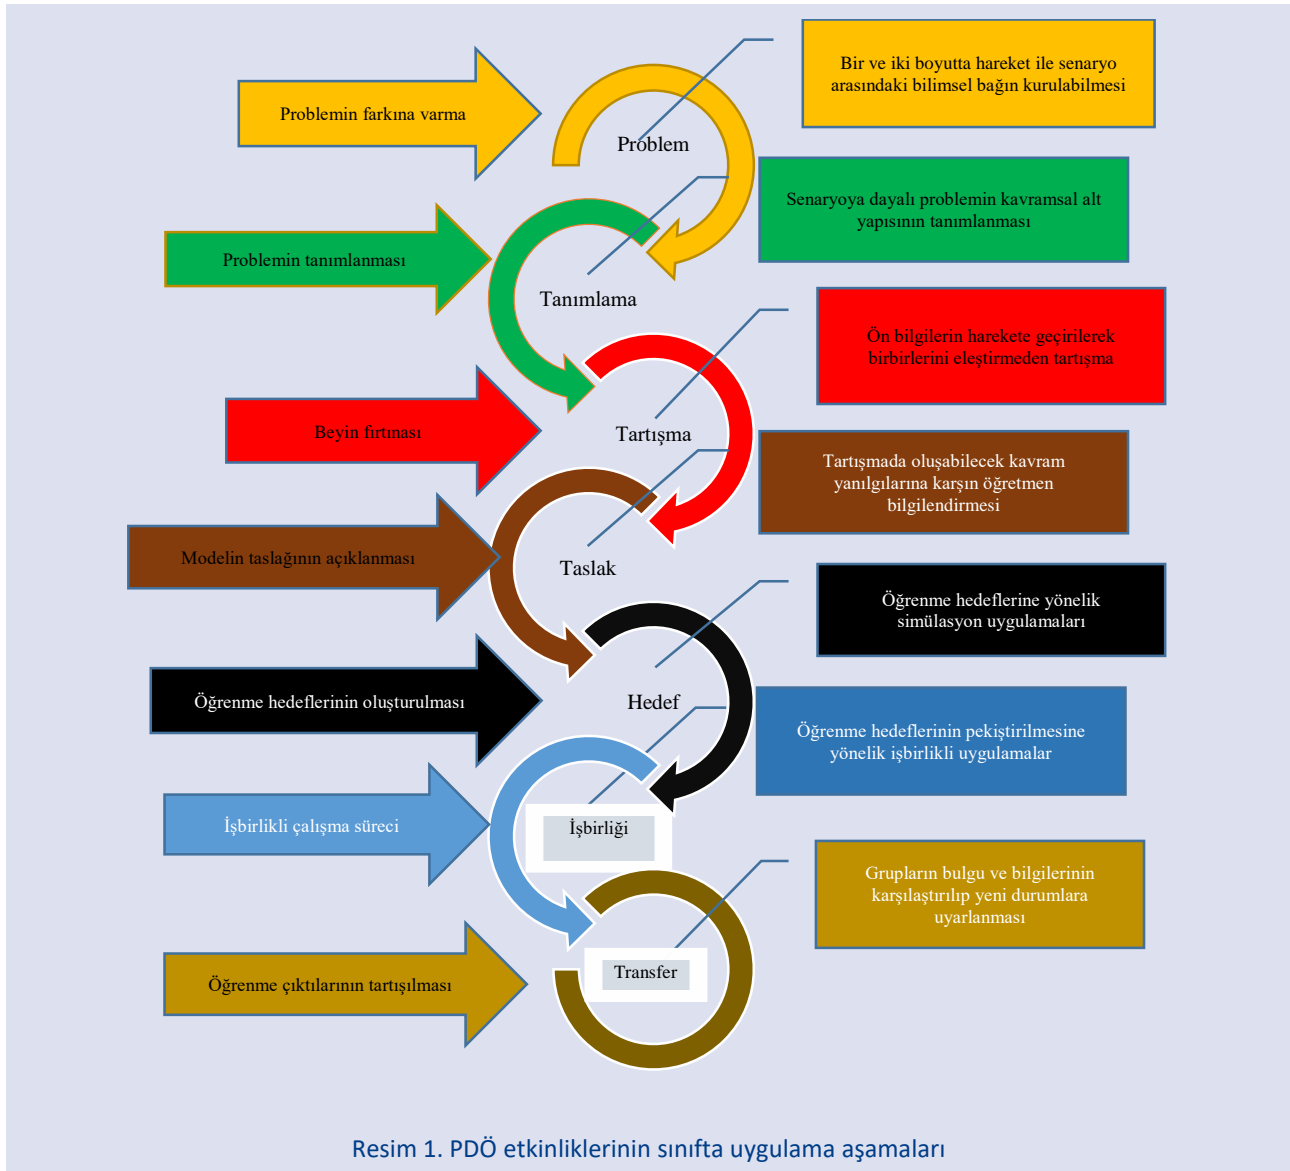 Problemin farkına varma
Problem
Bir ve iki boyutta hareket ile senaryo
arasındaki bilimsel bağın kurulabilmesi
Problemin tanımlanması
Tanımlama
Senaryoya dayalı problemin kavramsal alt
yapısının tanımlanması
Beyin fırtınası
Tartışma
Ön bilgilerin harekete geçirilerek
birbirlerini eleştirmeden tartışma
Modelin taslağının açıklanması
Taslak
Tartışmada oluşabilecek kavram
yanılgılarına karşın öğretmen
bilgilendirmesi
Öğrenme hedeflerinin oluşturulması
Hedef
Öğrenme hedeflerine yönelik
simülasyon uygulamaları
İşbirlikli çalışma süreci
İşbirliği
Öğrenme hedeflerinin pekiştirilmesine
yönelik işbirlikli uygulamalar
Öğrenme çıktılarının tartışılması
Transfer
Grupların bulgu ve bilgilerinin
karşılaştırılıp yeni durumlara
uyarlanması
Resim 1. PDÖ etkinliklerinin sınıfta uygulama aşamaları